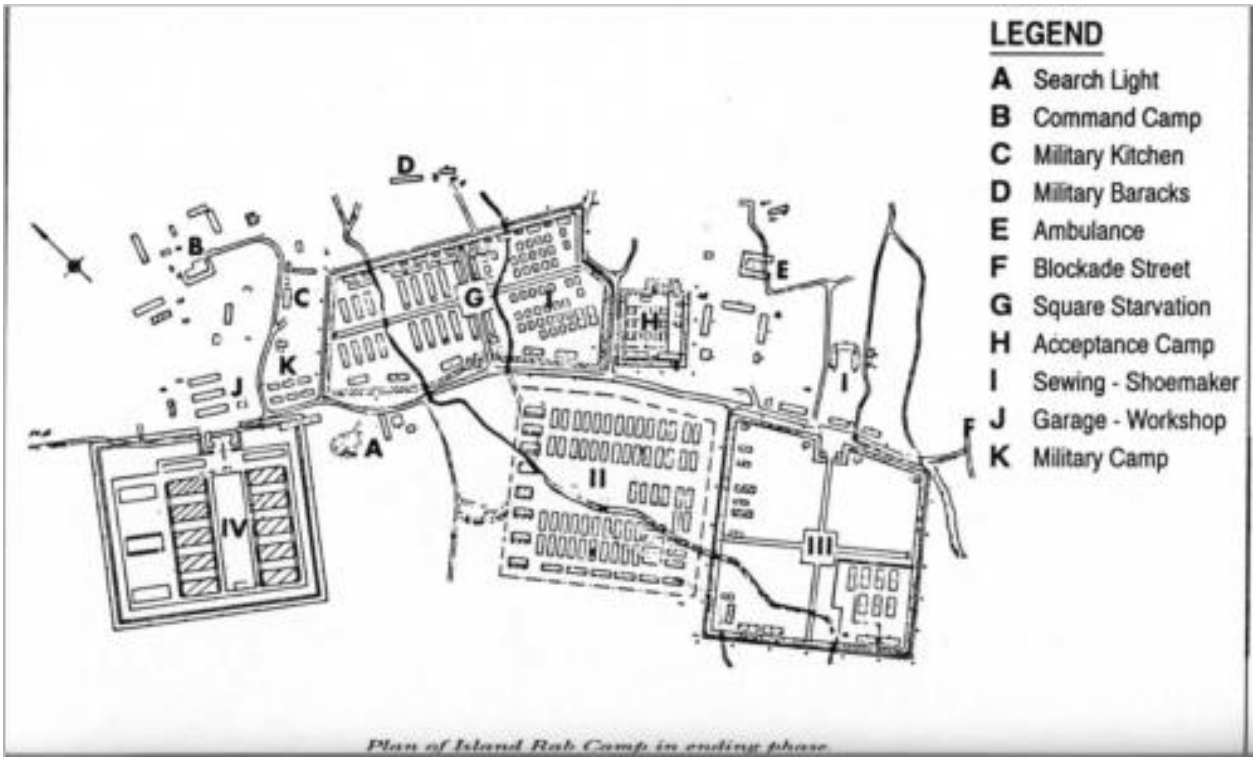 LEGEND
A Search Light
B Command Camp
C Military Kitchen
D Military Baracks
E Ambulance
F Blockade Street
G Square Starvation
H Acceptance Camp
I Sewing - Shoemaker
J Garage - Workshop
K Military Camp
D
B
E
C
G
I
H
K
J
I
F
A
II
IV
III
Plan of Island Rab Camp in ending phase.